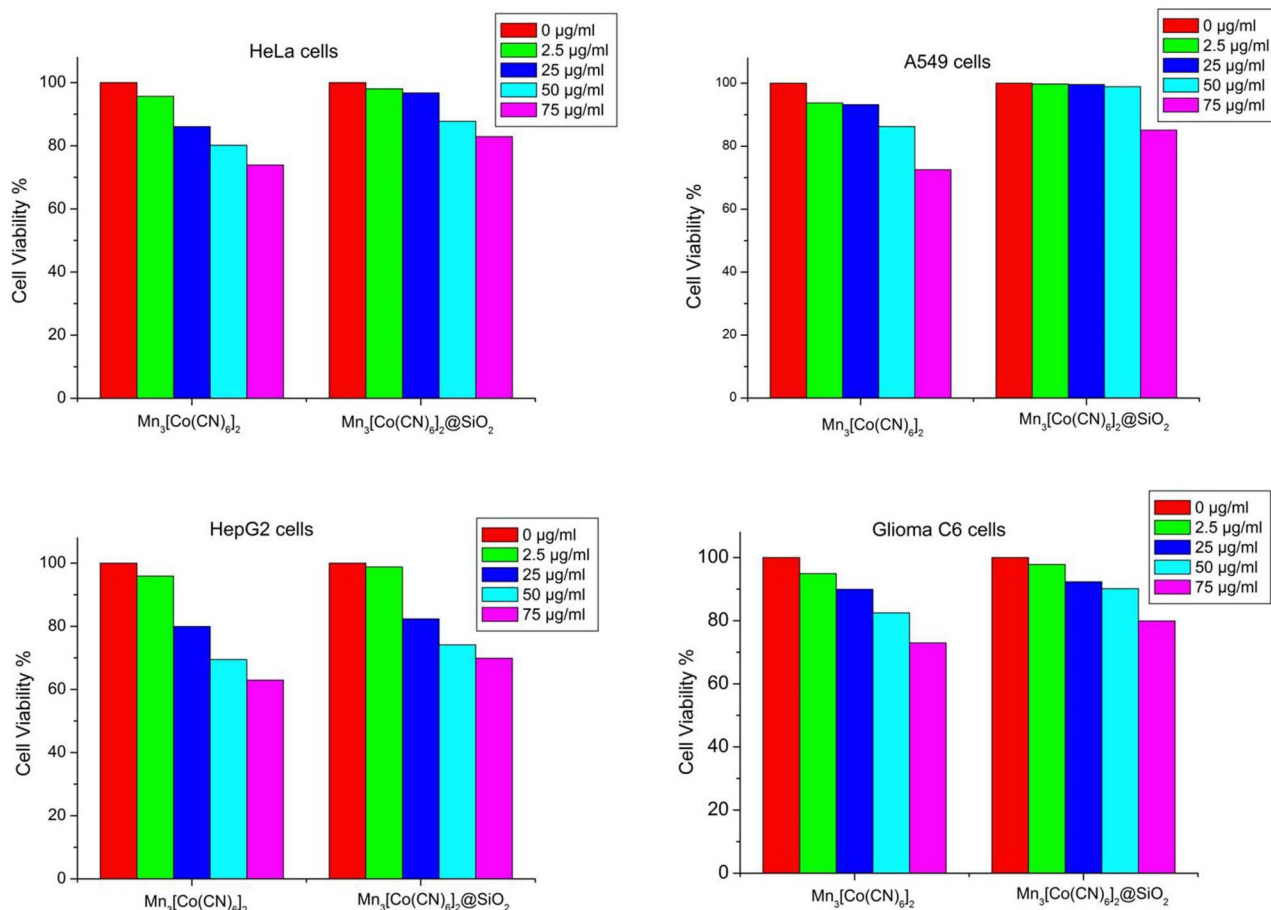 HeLa cells
0 µg/ml
2.5 µg/ml
25 µg/ml
50 µg/ml
75 µg/ml
Cell Viability %
100
80
60
40
20
0
Mn₃[Co(CN)₆]₂
Mn₃[Co(CN)₆]₂@SiO₂
A549 cells
0 µg/ml
2.5 µg/ml
25 µg/ml
50 µg/ml
75 µg/ml
Cell Viability %
100
80
60
40
20
0
Mn₃[Co(CN)₆]₂
Mn₃[Co(CN)₆]₂@SiO₂
HepG2 cells
0 µg/ml
2.5 µg/ml
25 µg/ml
50 µg/ml
75 µg/ml
Cell Viability %
100
80
60
40
20
0
Mn₃[Co(CN)₆]₂
Mn₃[Co(CN)₆]₂@SiO₂
Glioma C6 cells
0 µg/ml
2.5 µg/ml
25 µg/ml
50 µg/ml
75 µg/ml
Cell Viability %
100
80
60
40
20
0
Mn₃[Co(CN)₆]₂
Mn₃[Co(CN)₆]₂@SiO₂